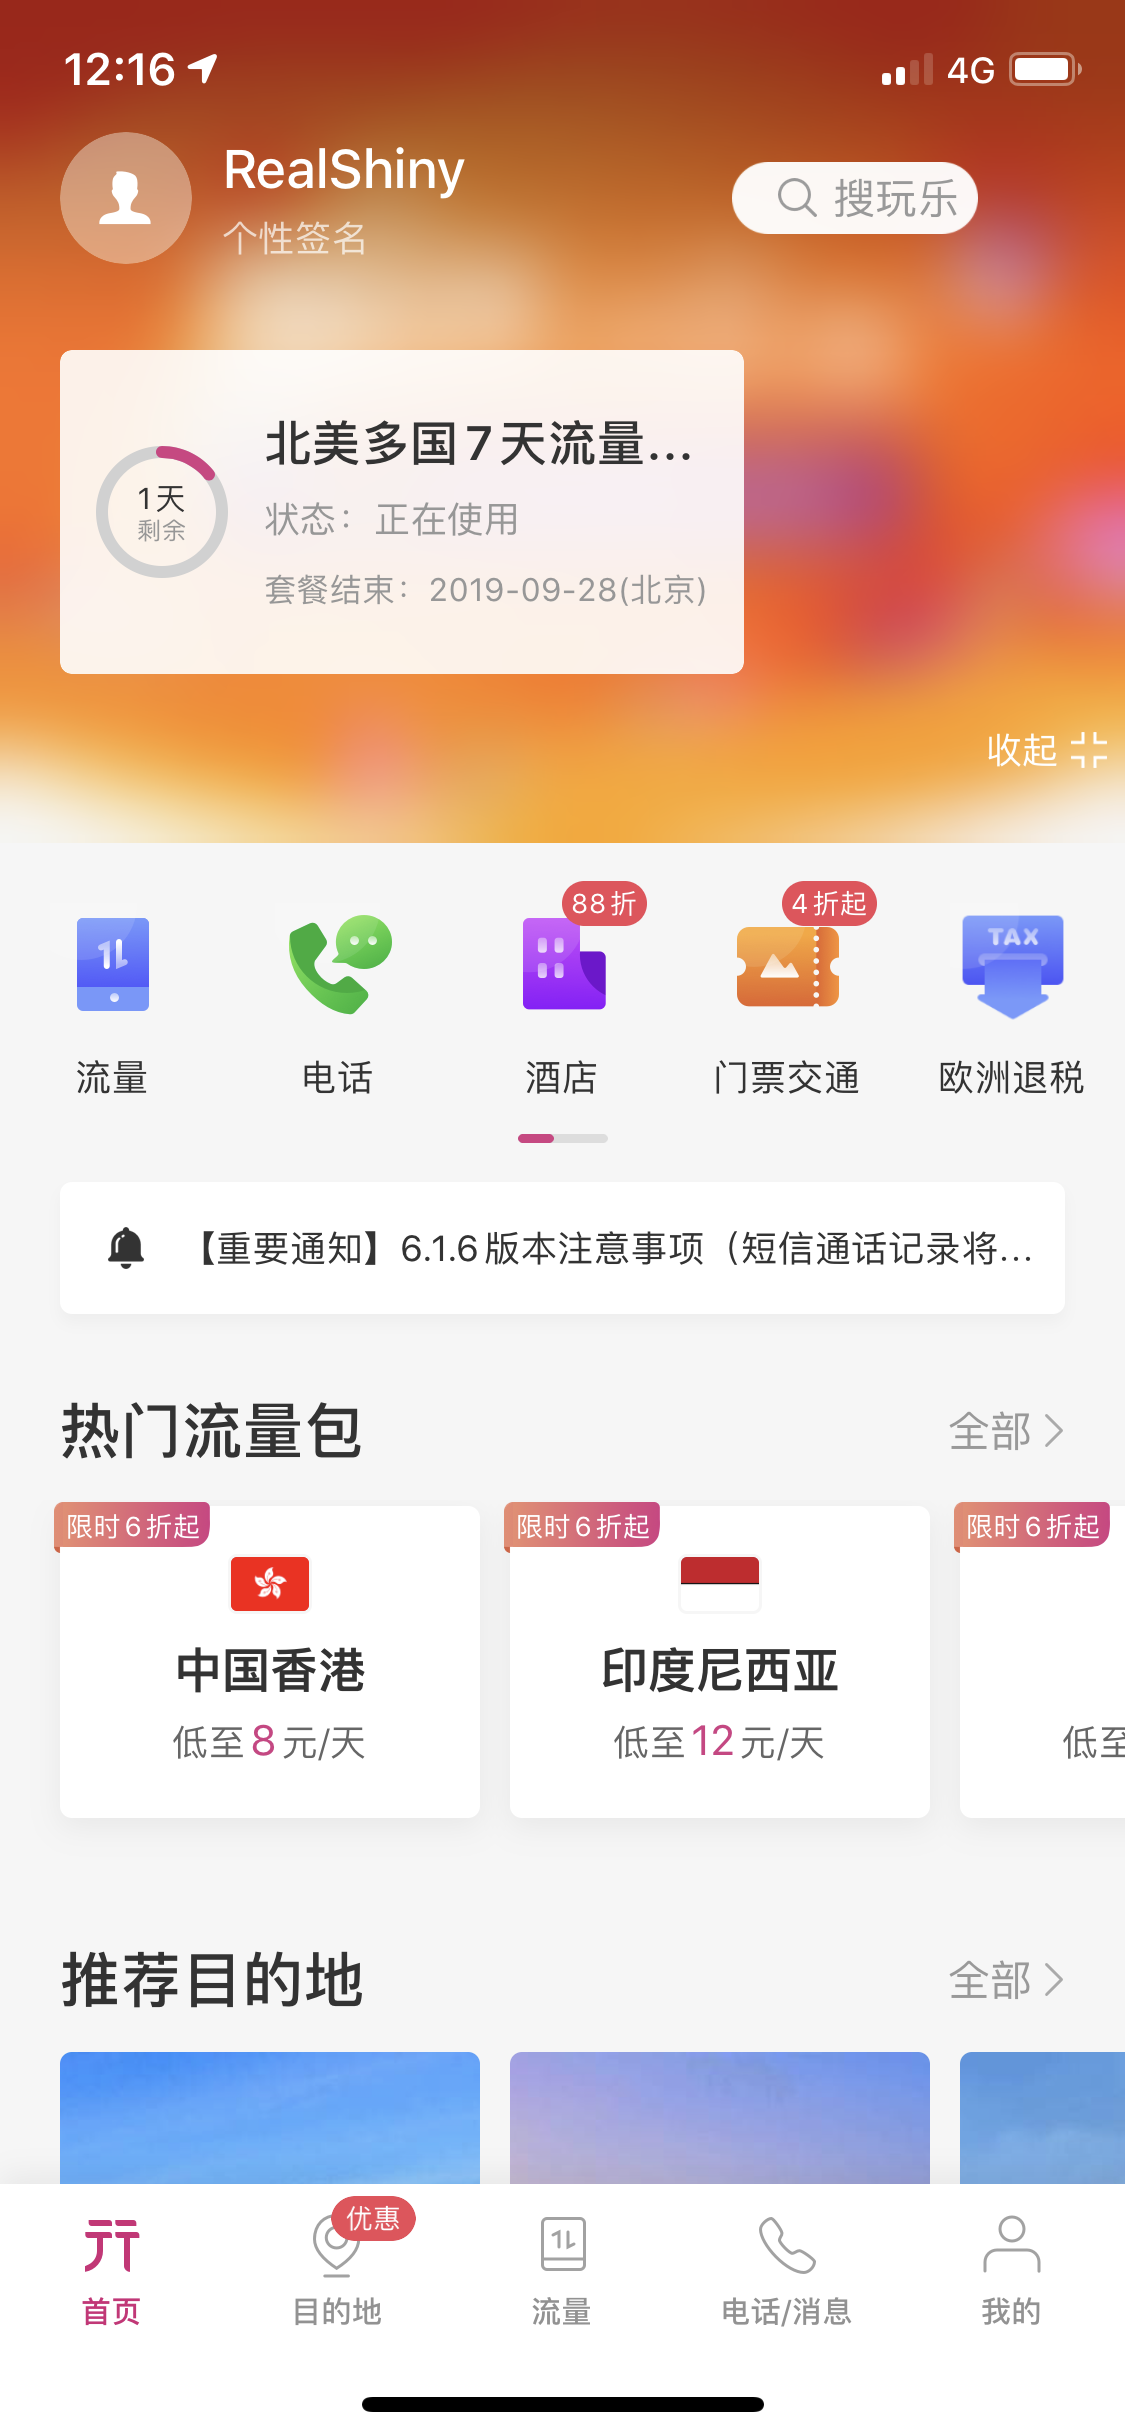 12:16
4G
RealShiny
个性签名
搜玩乐
北美多国7天流量...
1天
剩余
状态：正在使用
套餐结束：2019-09-28(北京)
收起
88折
4折起
TAX
流量
电话
酒店
门票交通
欧洲退税
【重要通知】6.1.6版本注意事项（短信通话记录将...
热门流量包
全部
限时6折起
限时6折起
限时6折起
中国香港
印度尼西亚
低至8元/天
低至12元/天
低至
推荐目的地
全部
优惠
首页
目的地
流量
电话/消息
我的